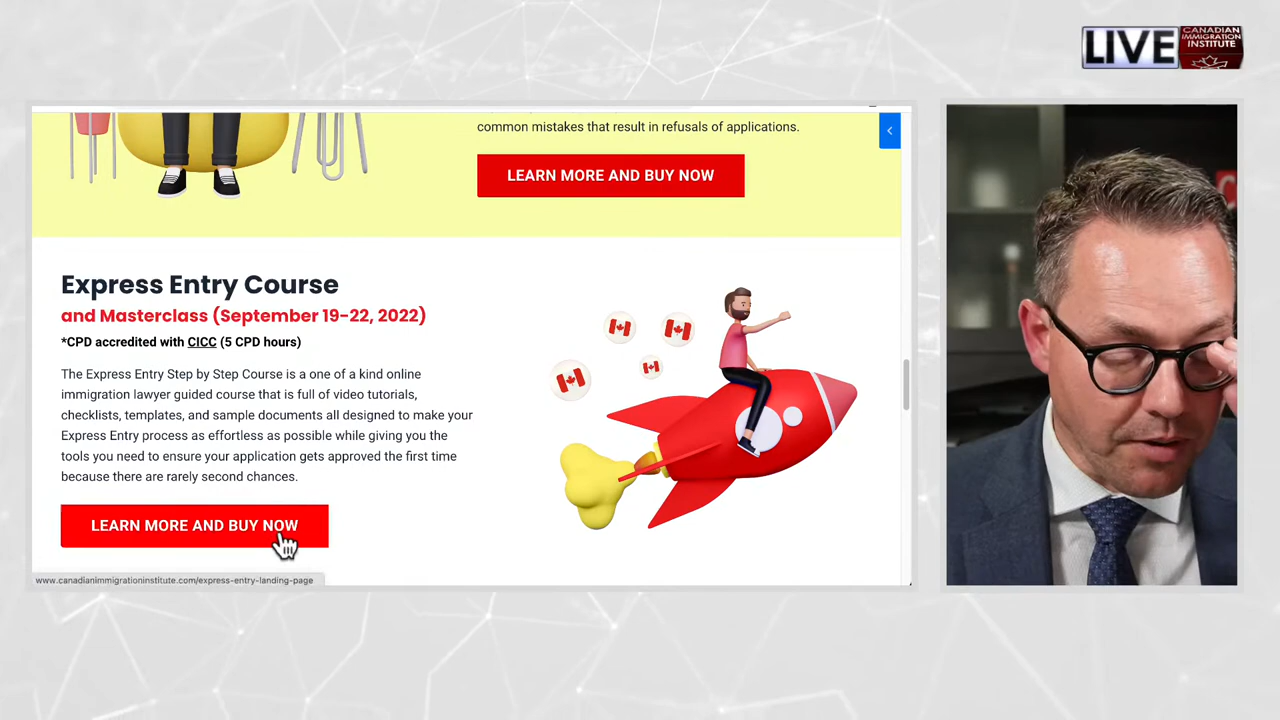 LIVE
CANADIAN
IMMIGRATION
INSTITUTE
common mistakes that result in refusals of applications.
LEARN MORE AND BUY NOW
Express Entry Course
and Masterclass (September 19-22, 2022)
*CPD accredited with CICC (5 CPD hours)
The Express Entry Step by Step Course is a one of a kind online
immigration lawyer guided course that is full of video tutorials,
checklists, templates, and sample documents all designed to make your
Express Entry process as effortless as possible while giving you the
tools you need to ensure your application gets approved the first time
because there are rarely second chances.
LEARN MORE AND BUY NOW
www.canadianimmigrationinstitute.com/express-entry-landing-page